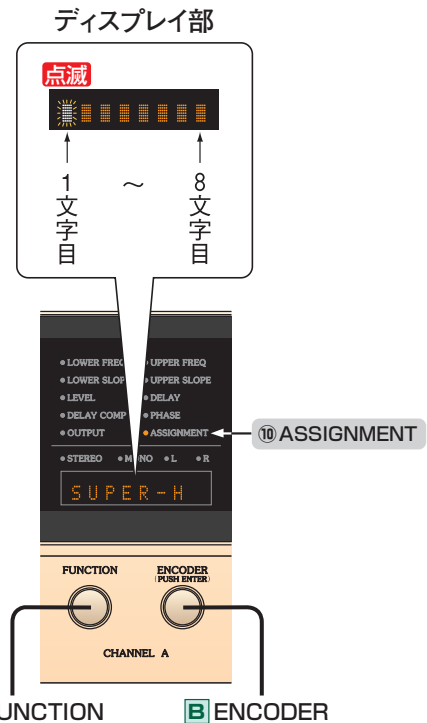 ディスプレイ部
点滅
1文字目 ～ 8文字目
LOWER FREQ UPPER FREQ
LOWER SLOPE UPPER SLOPE
LEVEL DELAY
DELAY COMP PHASE
OUTPUT ASSIGNMENT
⑩ASSIGNMENT
STEREO MONO L R
SUPER-H
FUNCTION ENCODER
(PUSH ENTER)
CHANNEL A
UNCTION B ENCODER